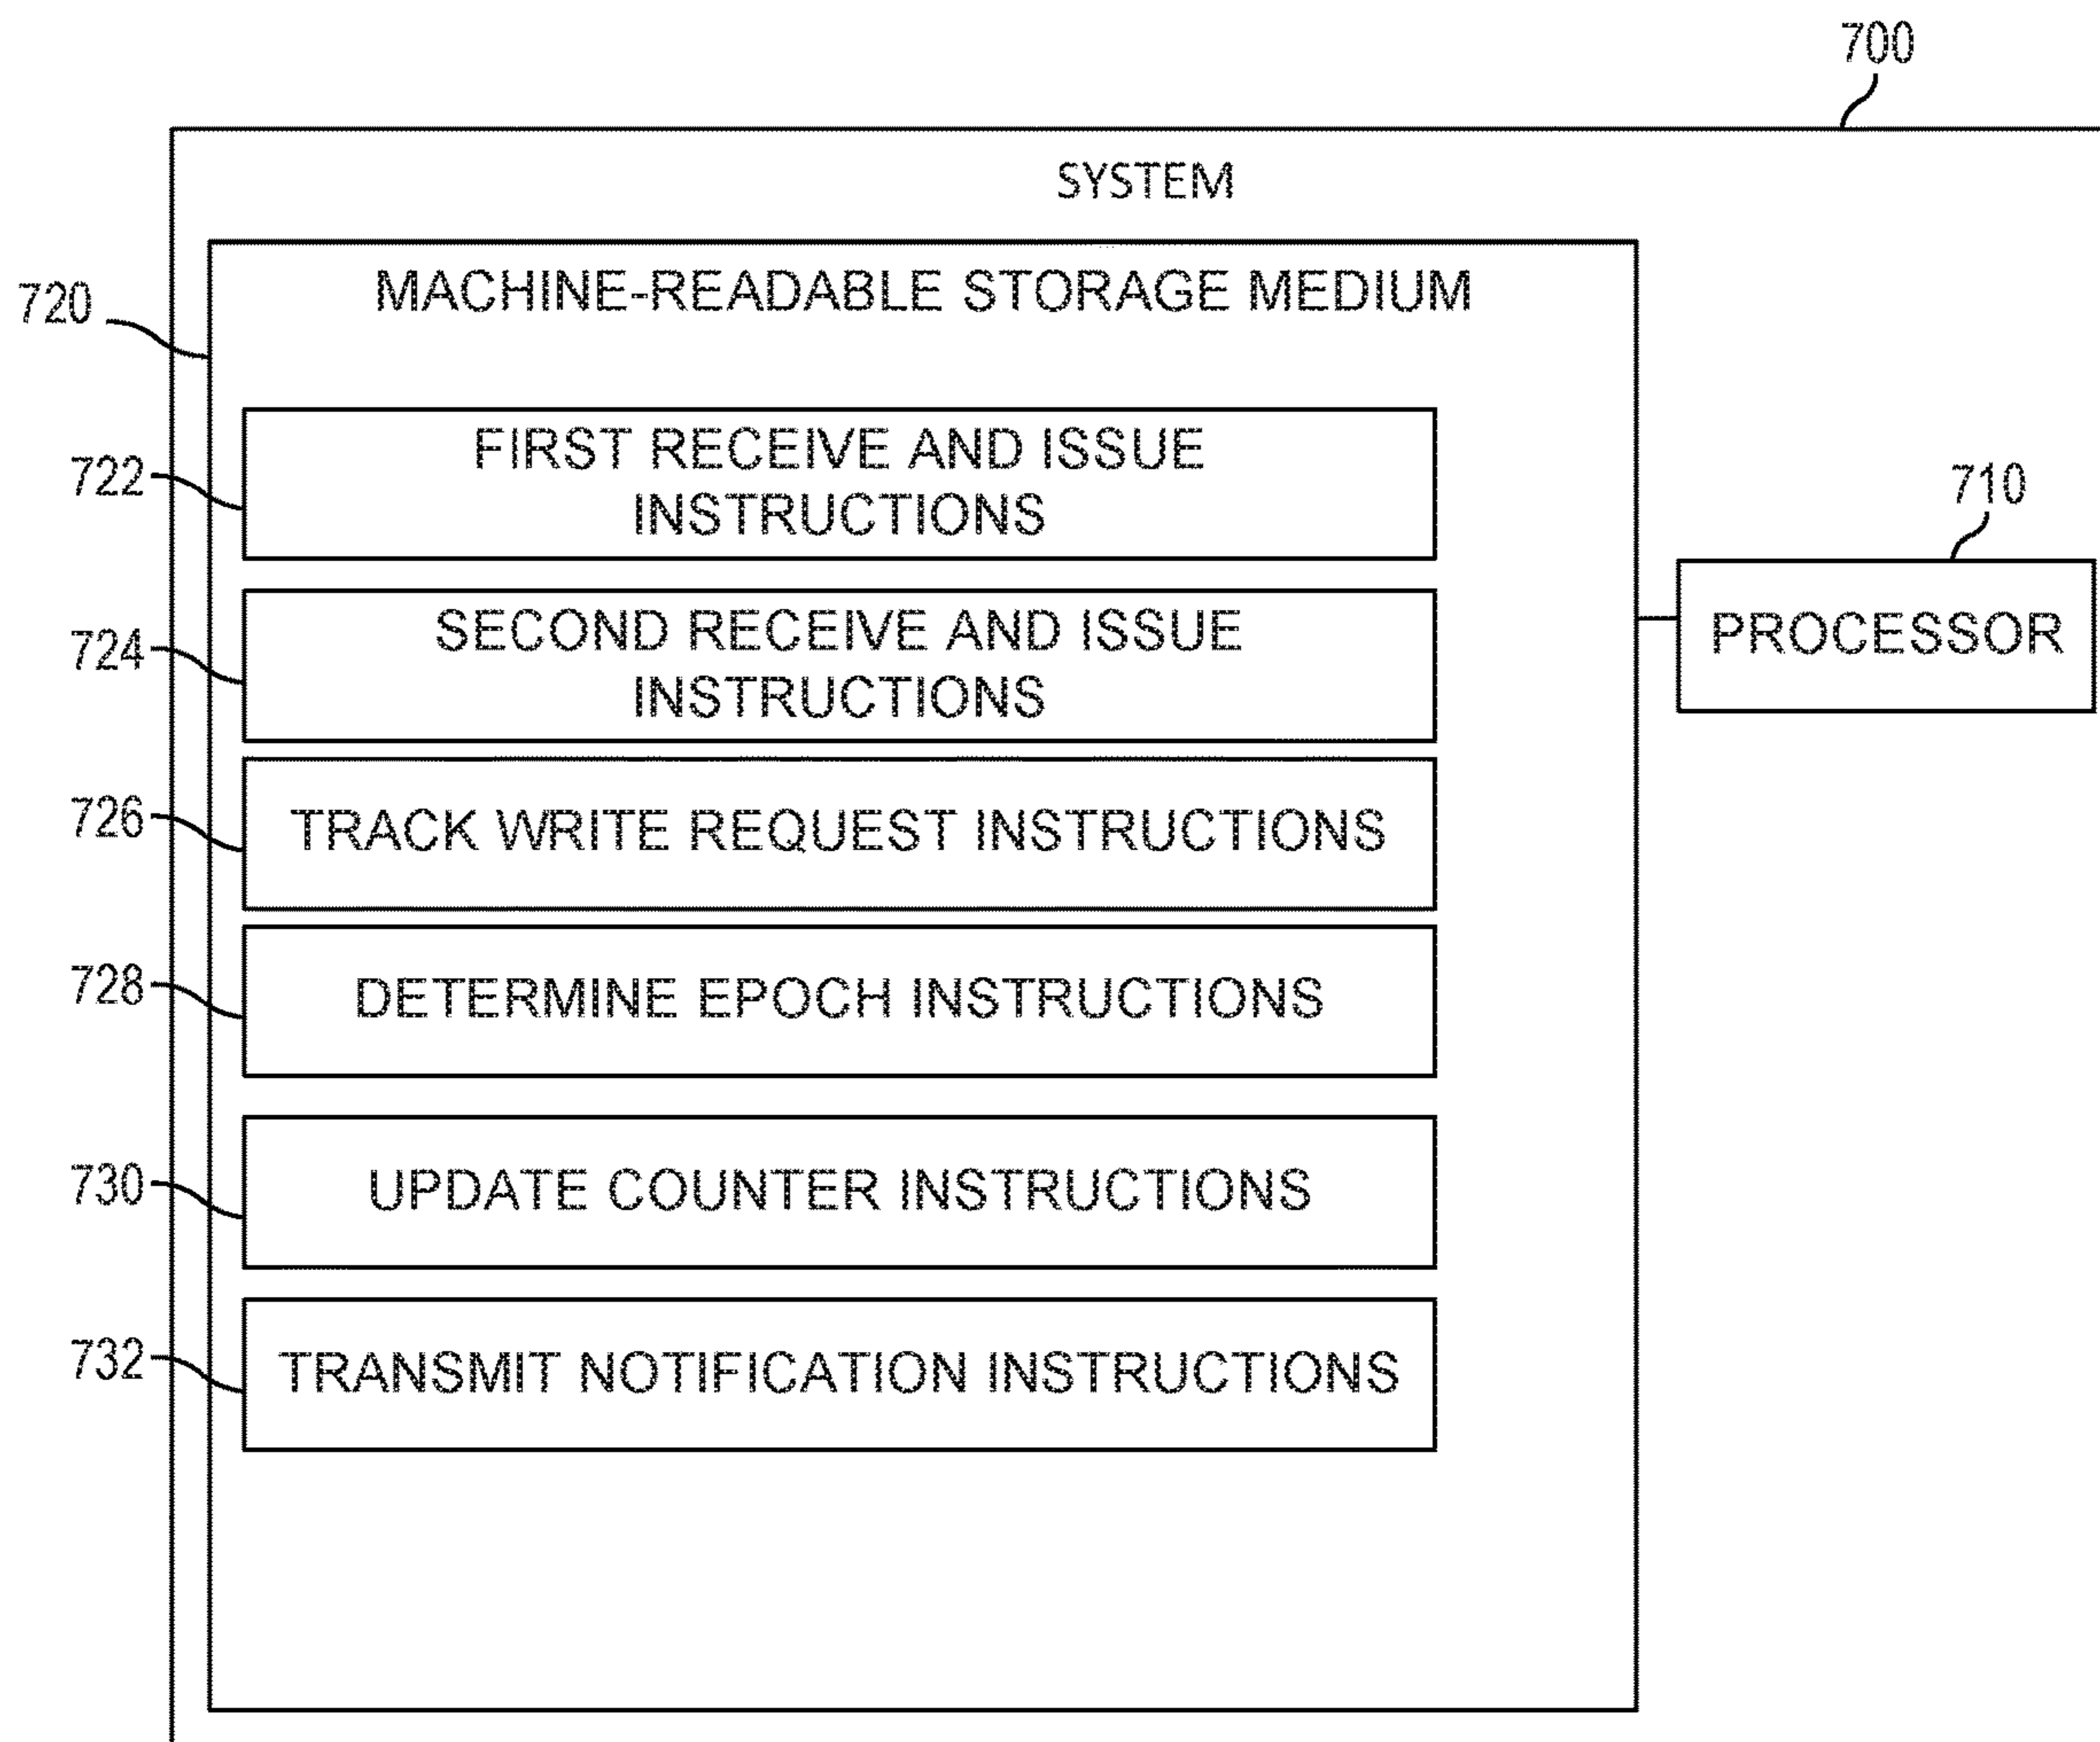 700
SYSTEM
720
MACHINE-READABLE STORAGE MEDIUM
722
FIRST RECEIVE AND ISSUE
INSTRUCTIONS
710
PROCESSOR
724
SECOND RECEIVE AND ISSUE
INSTRUCTIONS
726
TRACK WRITE REQUEST INSTRUCTIONS
728
DETERMINE EPOCH INSTRUCTIONS
730
UPDATE COUNTER INSTRUCTIONS
732
TRANSMIT NOTIFICATION INSTRUCTIONS